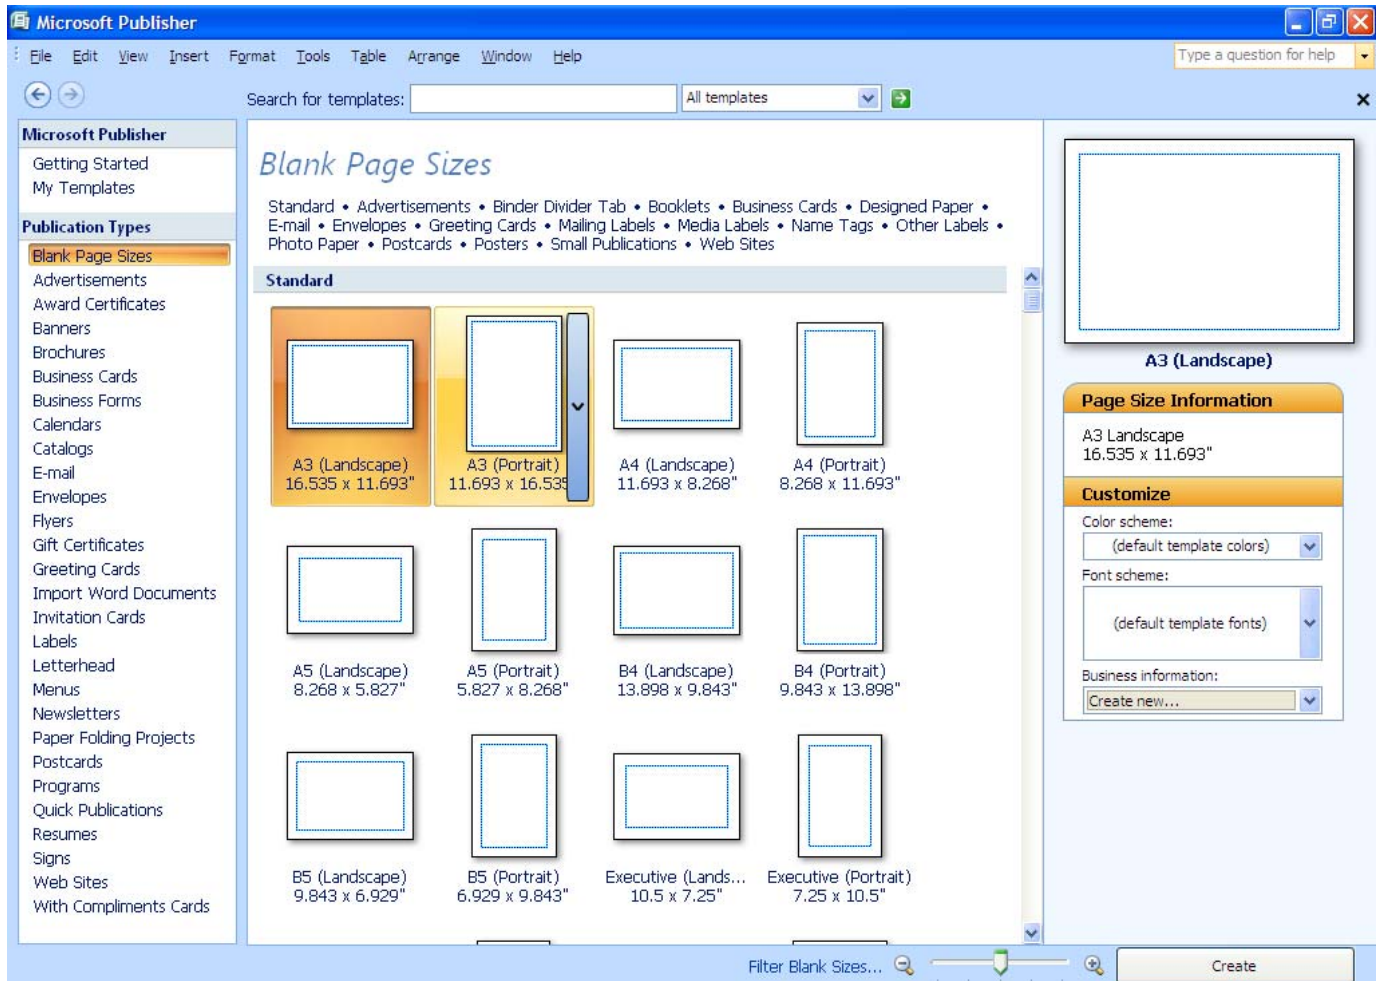 Microsoft Publisher
File Edit View Insert Format Tools Table Arrange Window Help
Type a question for help
Search for templates:
All templates
Microsoft Publisher
Getting Started
My Templates
Publication Types
Blank Page Sizes
Advertisements
Award Certificates
Banners
Brochures
Business Cards
Business Forms
Calendars
Catalogs
E-mail
Envelopes
Flyers
Gift Certificates
Greeting Cards
Import Word Documents
Invitation Cards
Labels
Letterhead
Menus
Newsletters
Paper Folding Projects
Postcards
Programs
Quick Publications
Resumes
Signs
Web Sites
With Compliments Cards
Blank Page Sizes
Standard • Advertisements • Binder Divider Tab • Booklets • Business Cards • Designed Paper •
E-mail • Envelopes • Greeting Cards • Mailing Labels • Media Labels • Name Tags • Other Labels •
Photo Paper • Postcards • Posters • Small Publications • Web Sites
Standard
A3 (Landscape)
16.535 x 11.693"
A3 (Portrait)
11.693 x 16.535
A4 (Landscape)
11.693 x 8.268"
A4 (Portrait)
8.268 x 11.693"
A5 (Landscape)
8.268 x 5.827"
A5 (Portrait)
5.827 x 8.268"
B4 (Landscape)
13.898 x 9.843"
B4 (Portrait)
9.843 x 13.898"
B5 (Landscape)
9.843 x 6.929"
B5 (Portrait)
6.929 x 9.843"
Executive (Lands...
10.5 x 7.25"
Executive (Portrait)
7.25 x 10.5"
A3 (Landscape)
Page Size Information
A3 Landscape
16.535 x 11.693"
Customize
Color scheme:
(default template colors)
Font scheme:
(default template fonts)
Business information:
Create new...
Filter Blank Sizes...
Create